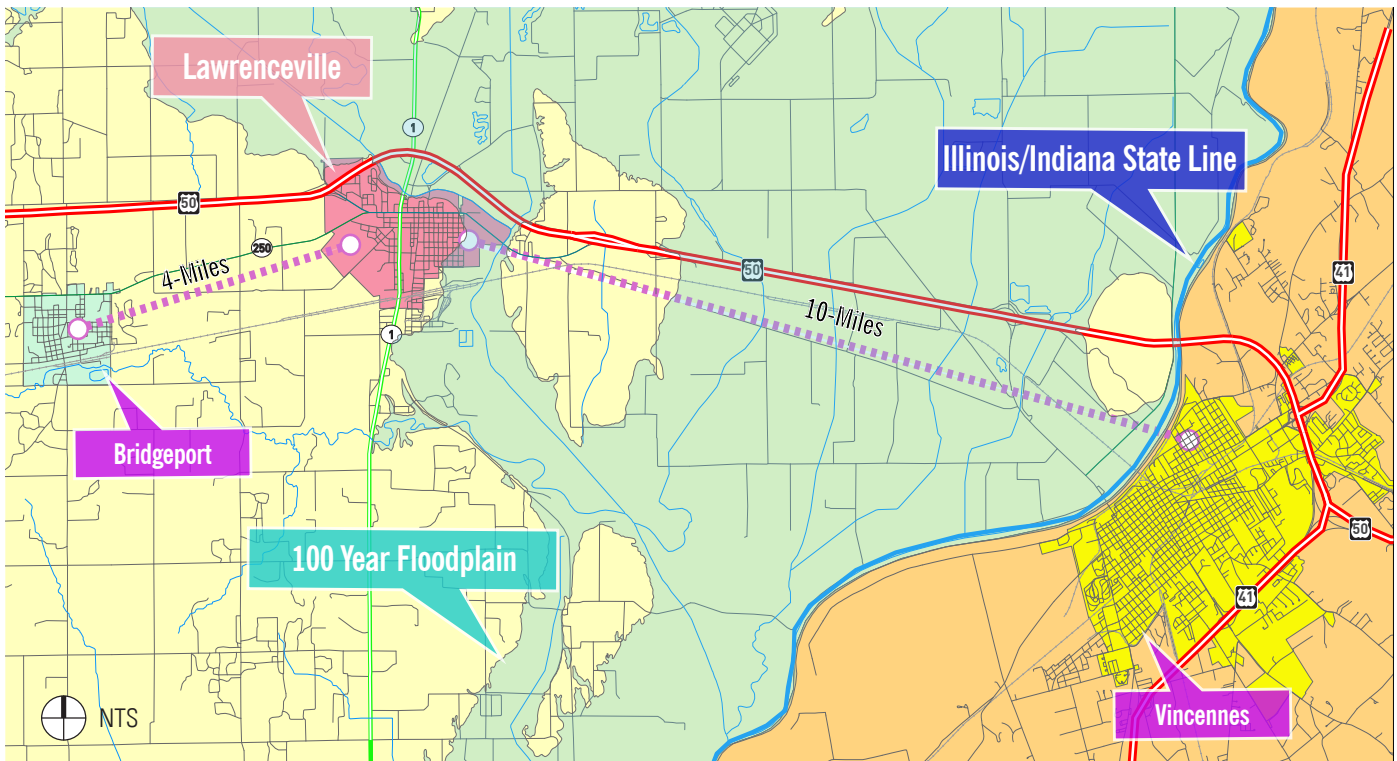 Lawrenceville
1
Illinois/Indiana State Line
50
250
4-Miles
50
41
10-Miles
1
Bridgeport
50
100 Year Floodplain
41
NTS
Vincennes